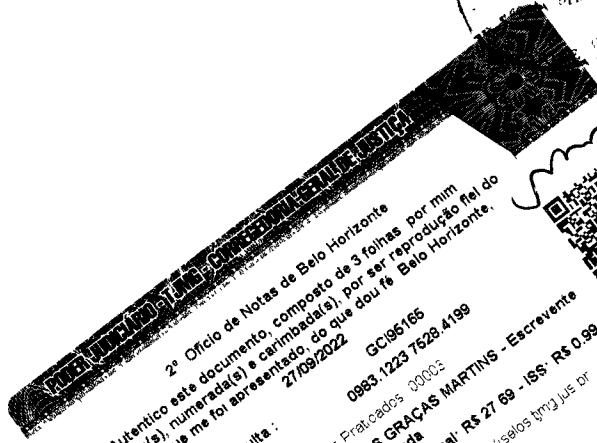 PODER JUDICIÁRIO - TJMG - CORREGEDORIA-GERAL DE JUSTIÇA
2º Ofício de Notas de Belo Horizonte
Autentico este documento, composto de 3 folhas por mim
numerada(s) e carimbada(s), por ser reprodução fiel do
que me foi apresentado, do que dou fé Belo Horizonte,
27/09/2022
GCI95165
0983.1223 7528.4199
Praticados 00003
GRAÇAS MARTINS - Escrevente
R$ 27 69 - ISS: R$ 0.99
selos tjmg jus br